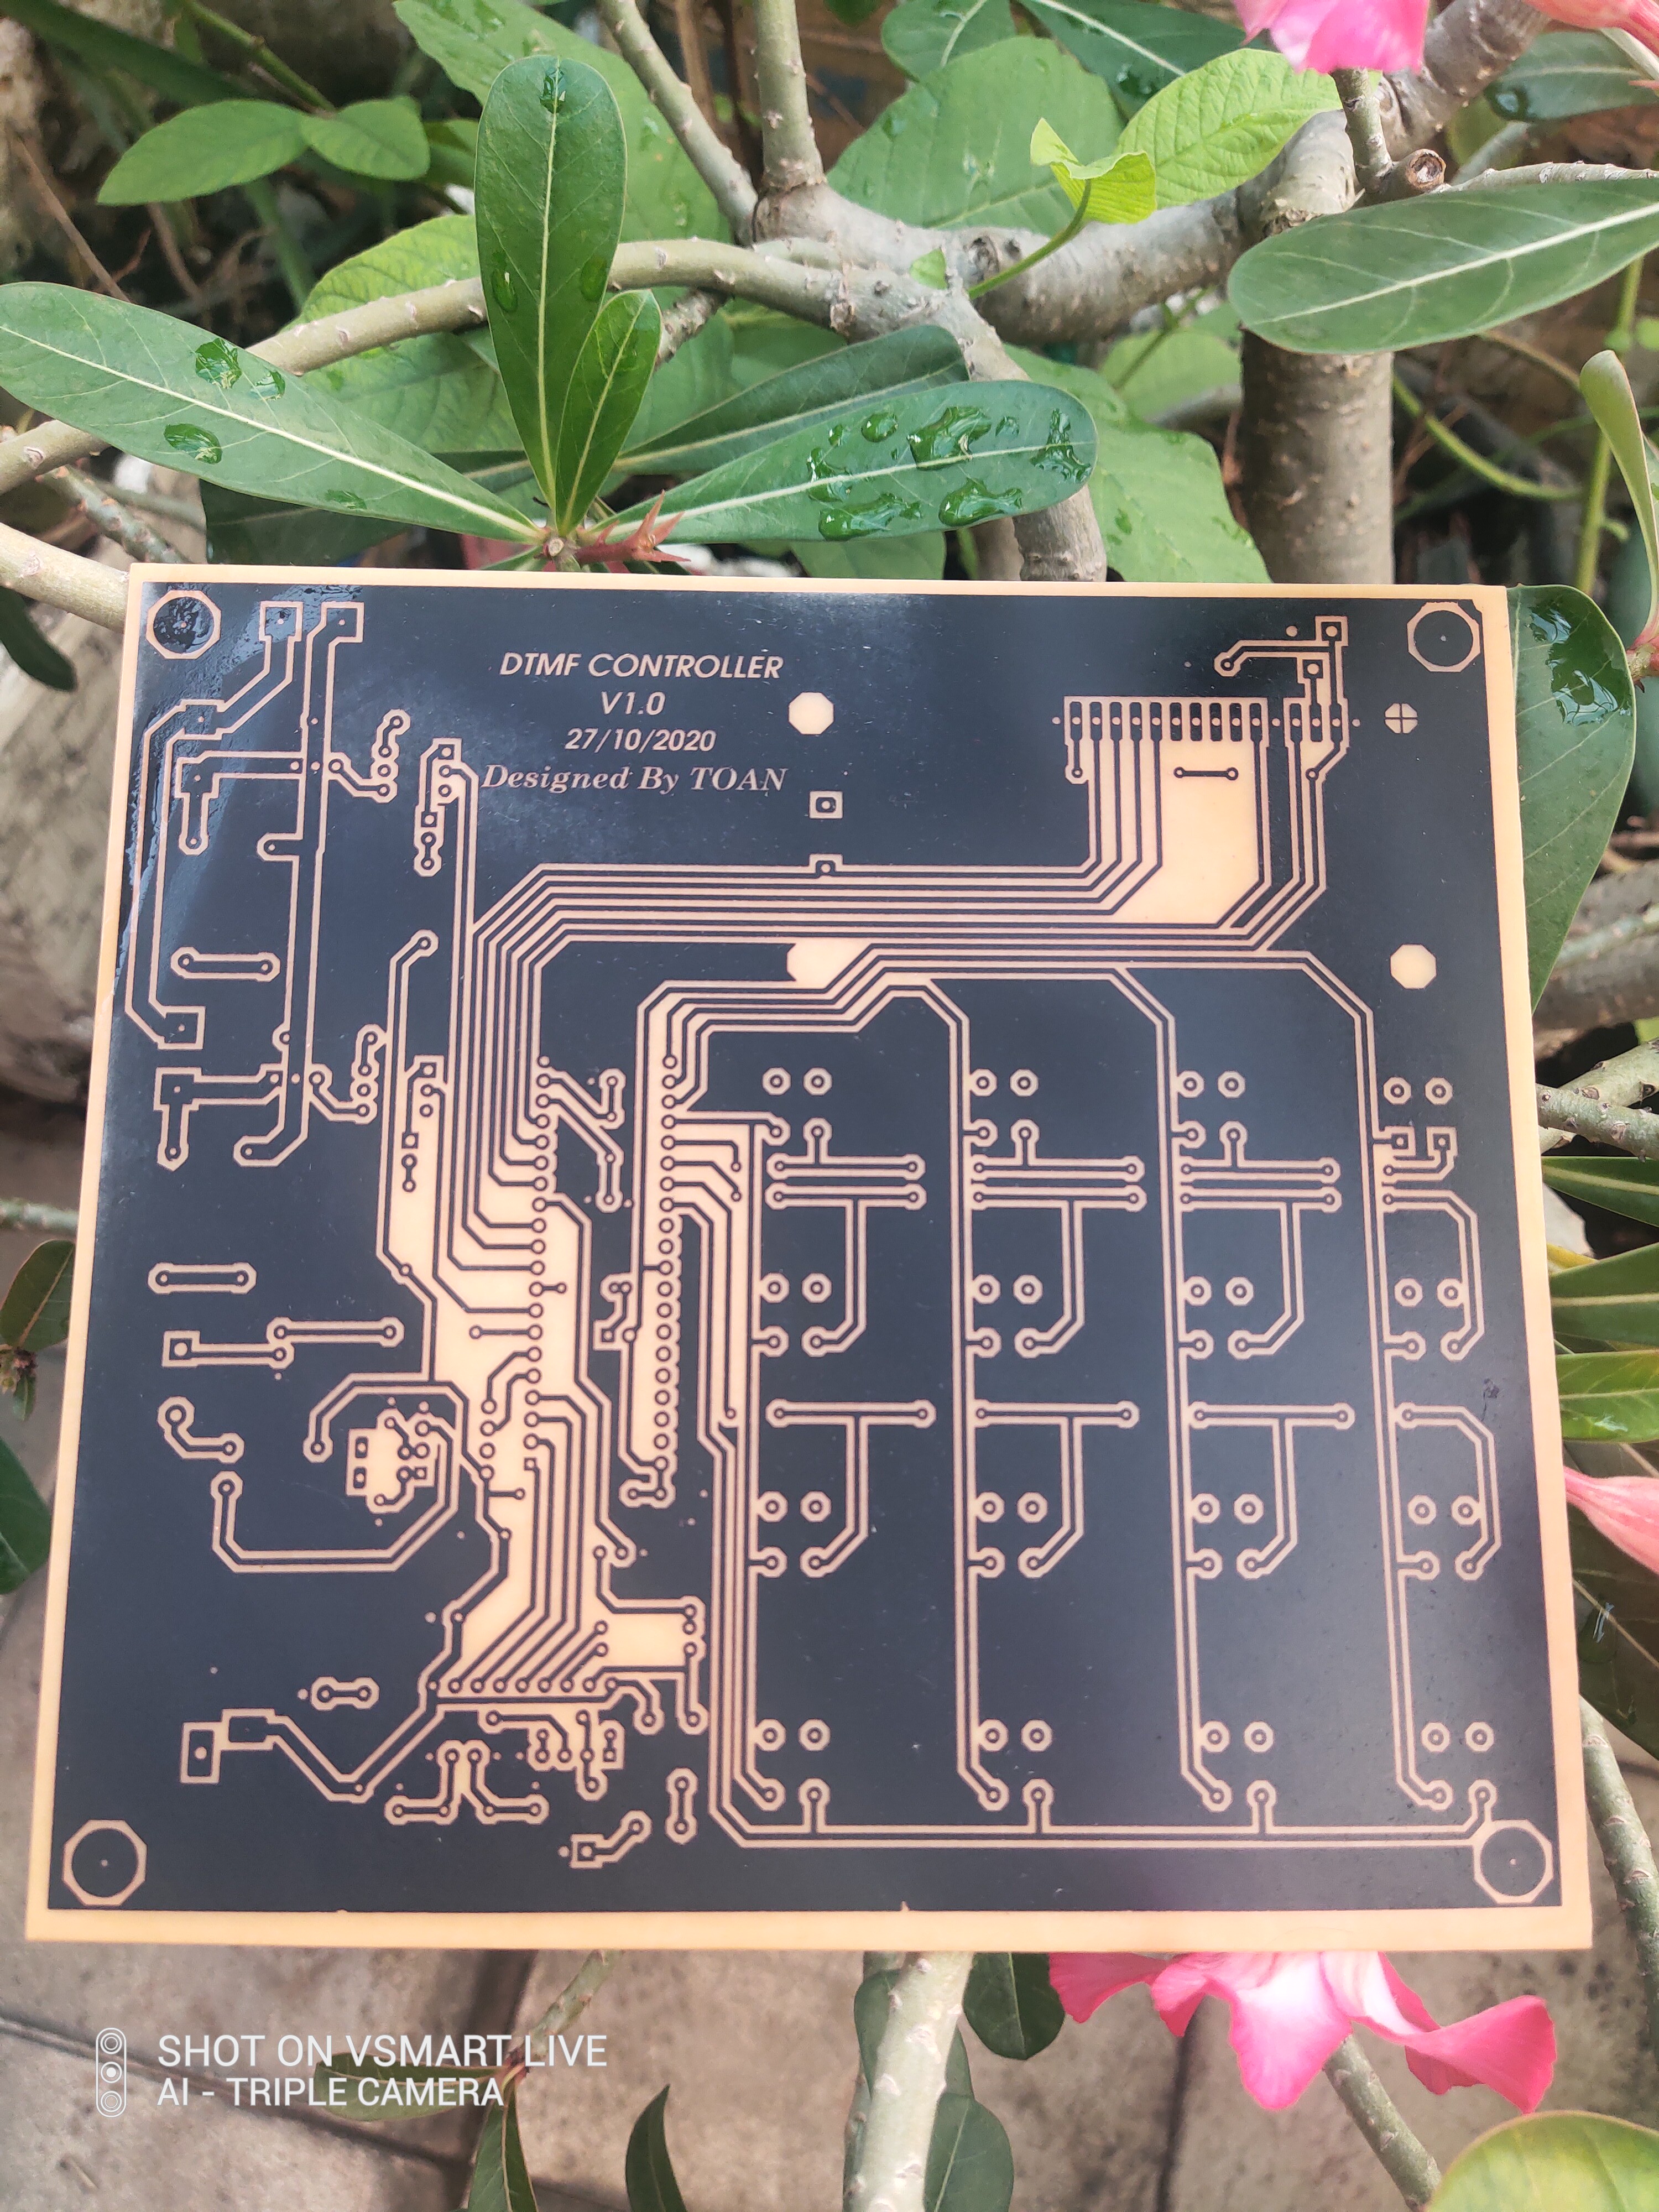 DTMF CONTROLLER
V1.0
27/10/2020
Designed By TOAN
SHOT ON VSMART LIVE
AI - TRIPLE CAMERA